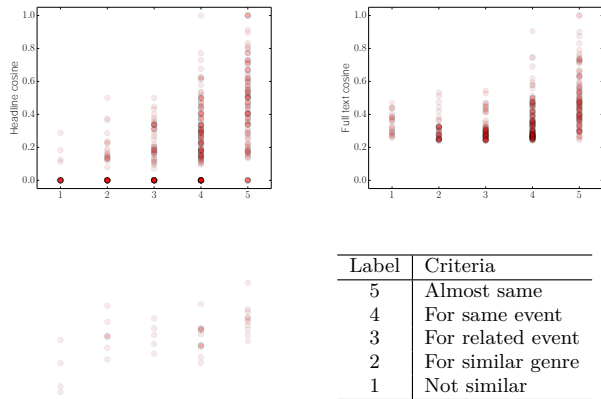 Headline cosine
1.0
0.8
0.6
0.4
0.2
0.0
1 2 3 4 5
Full text cosine
1.0
0.8
0.6
0.4
0.2
0.0
1 2 3 4 5
Label Criteria
5 Almost same
4 For same event
3 For related event
2 For similar genre
1 Not similar